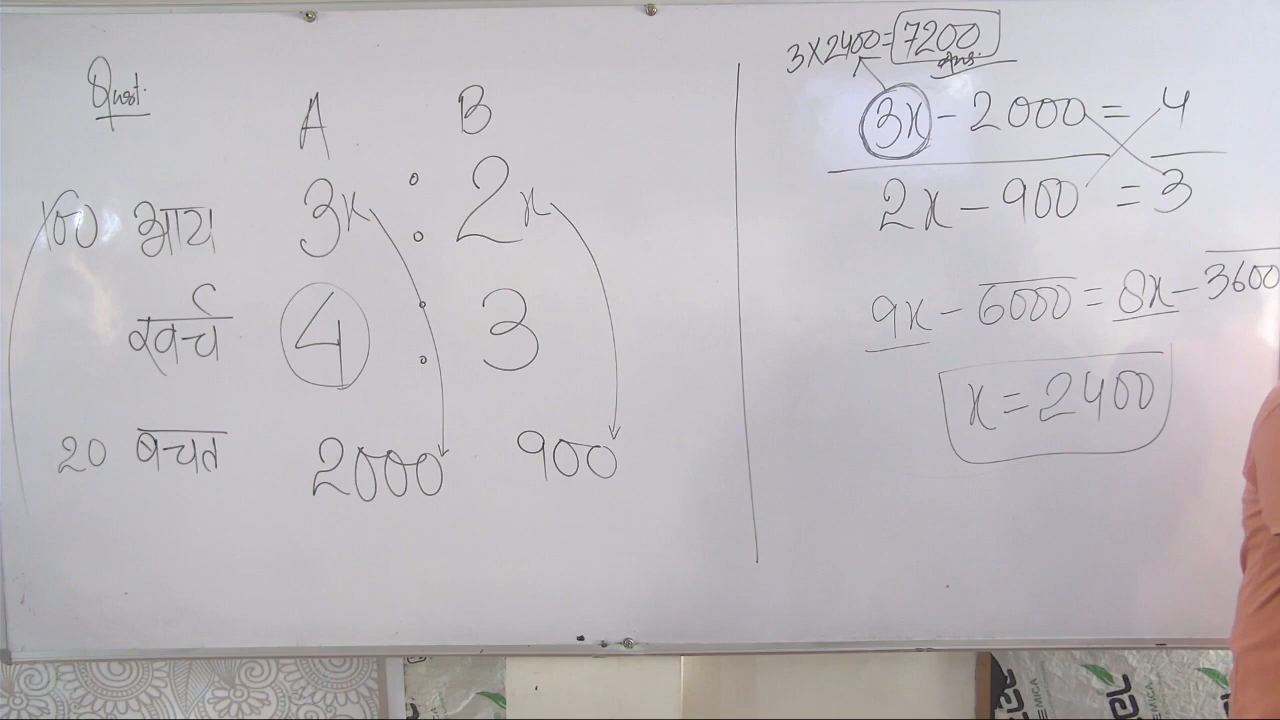 Quest.
A B
100 आय 3x : 2x
खर्च 4 : 3
20 बचत 2000 900
3x2400=7200
Ans.
3x-2000=4
2x-900=3
9x-6000=8x-3600
x=2400